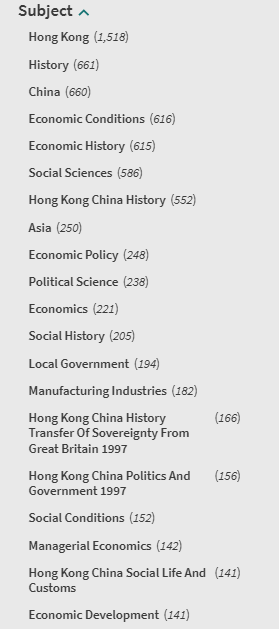 Subject
Hong Kong (1,518)
History (661)
China (660)
Economic Conditions (616)
Economic History (615)
Social Sciences (586)
Hong Kong China History (552)
Asia (250)
Economic Policy (248)
Political Science (238)
Economics (221)
Social History (205)
Local Government (194)
Manufacturing Industries (182)
Hong Kong China History (166)
Transfer Of Sovereignty From
Great Britain 1997
Hong Kong China Politics And (156)
Government 1997
Social Conditions (152)
Managerial Economics (142)
Hong Kong China Social Life And (141)
Customs
Economic Development (141)